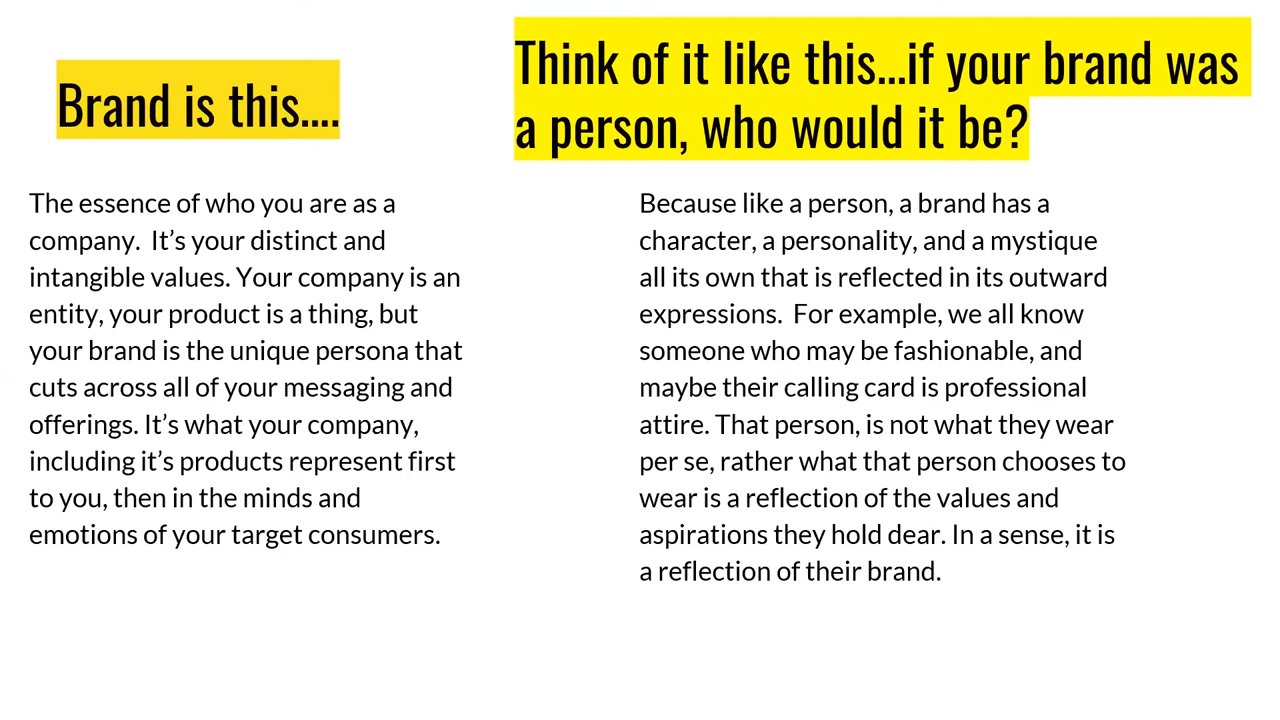 Brand is this....
The essence of who you are as a
company.  It’s your distinct and
intangible values. Your company is an
entity, your product is a thing, but
your brand is the unique persona that
cuts across all of your messaging and
offerings. It’s what your company,
including it’s products represent first
to you, then in the minds and
emotions of your target consumers.
Think of it like this...if your brand was
a person, who would it be?
Because like a person, a brand has a
character, a personality, and a mystique
all its own that is reflected in its outward
expressions.  For example, we all know
someone who may be fashionable, and
maybe their calling card is professional
attire. That person, is not what they wear
per se, rather what that person chooses to
wear is a reflection of the values and
aspirations they hold dear. In a sense, it is
a reflection of their brand.